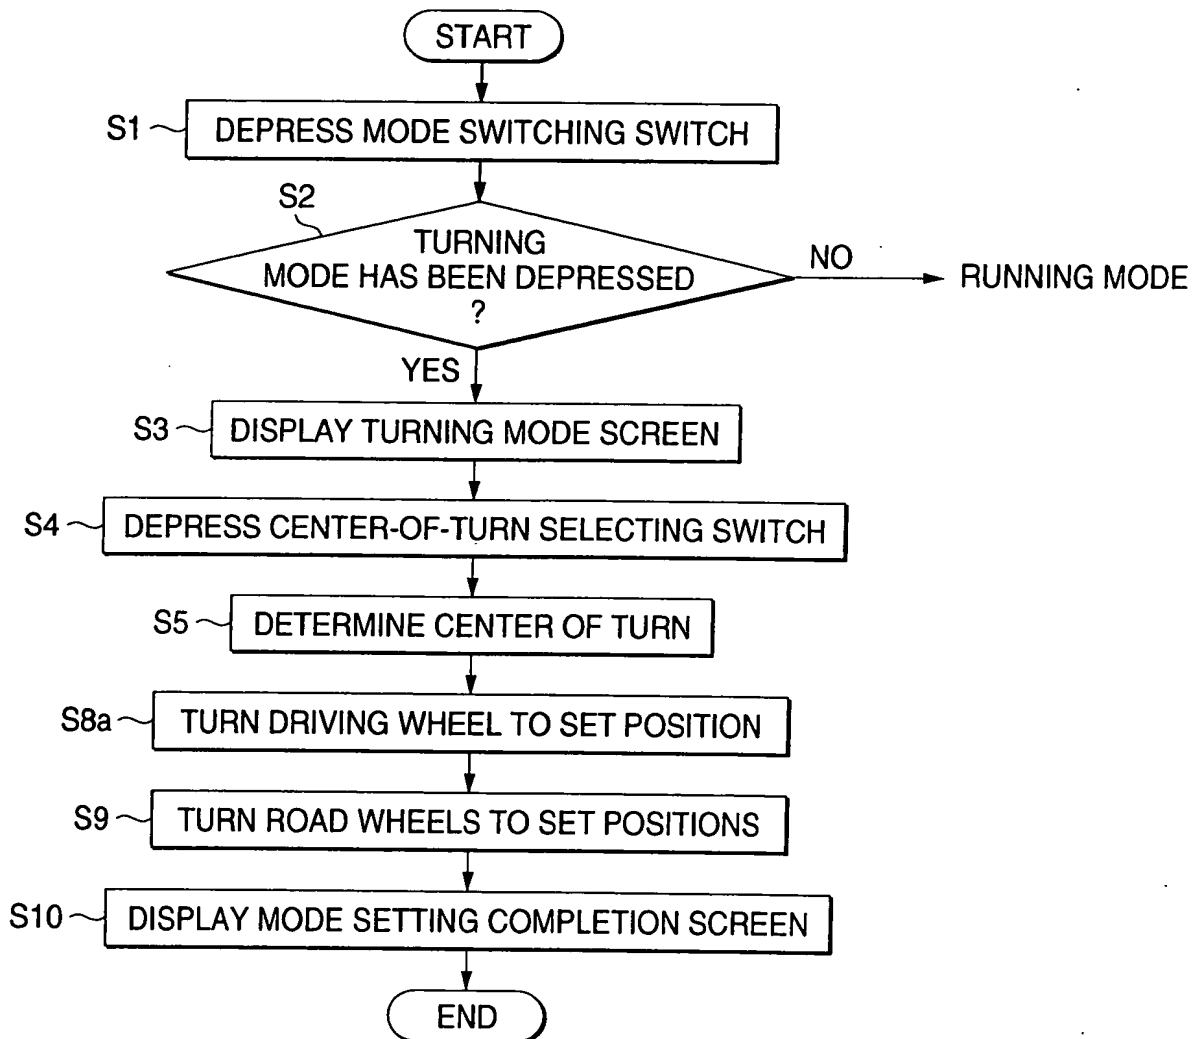 START
S1
DEPRESS MODE SWITCHING SWITCH
S2
TURNING
MODE HAS BEEN DEPRESSED
?
NO
RUNNING MODE
YES
S3
DISPLAY TURNING MODE SCREEN
S4
DEPRESS CENTER-OF-TURN SELECTING SWITCH
S5
DETERMINE CENTER OF TURN
S8a
TURN DRIVING WHEEL TO SET POSITION
S9
TURN ROAD WHEELS TO SET POSITIONS
S10
DISPLAY MODE SETTING COMPLETION SCREEN
END